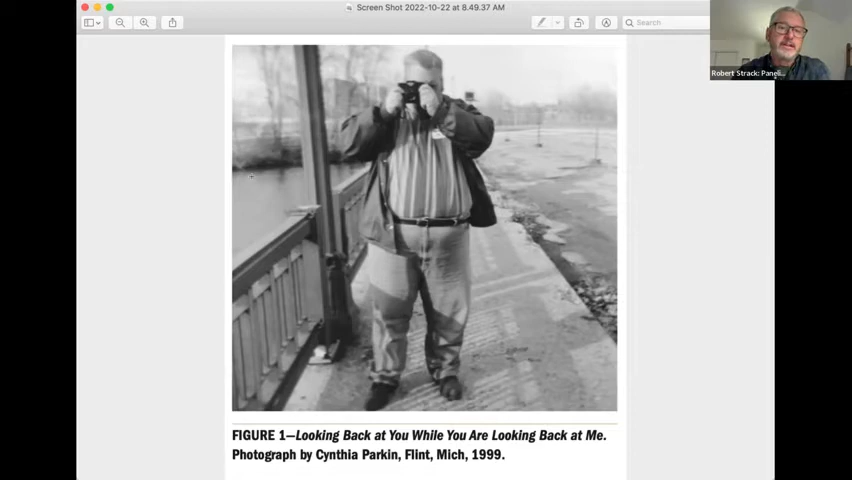 Screen Shot 2022-10-22 at 8.49.37 AM
Search
Robert Strack: Paneli...
FIGURE 1—Looking Back at You While You Are Looking Back at Me.
Photograph by Cynthia Parkin, Flint, Mich, 1999.